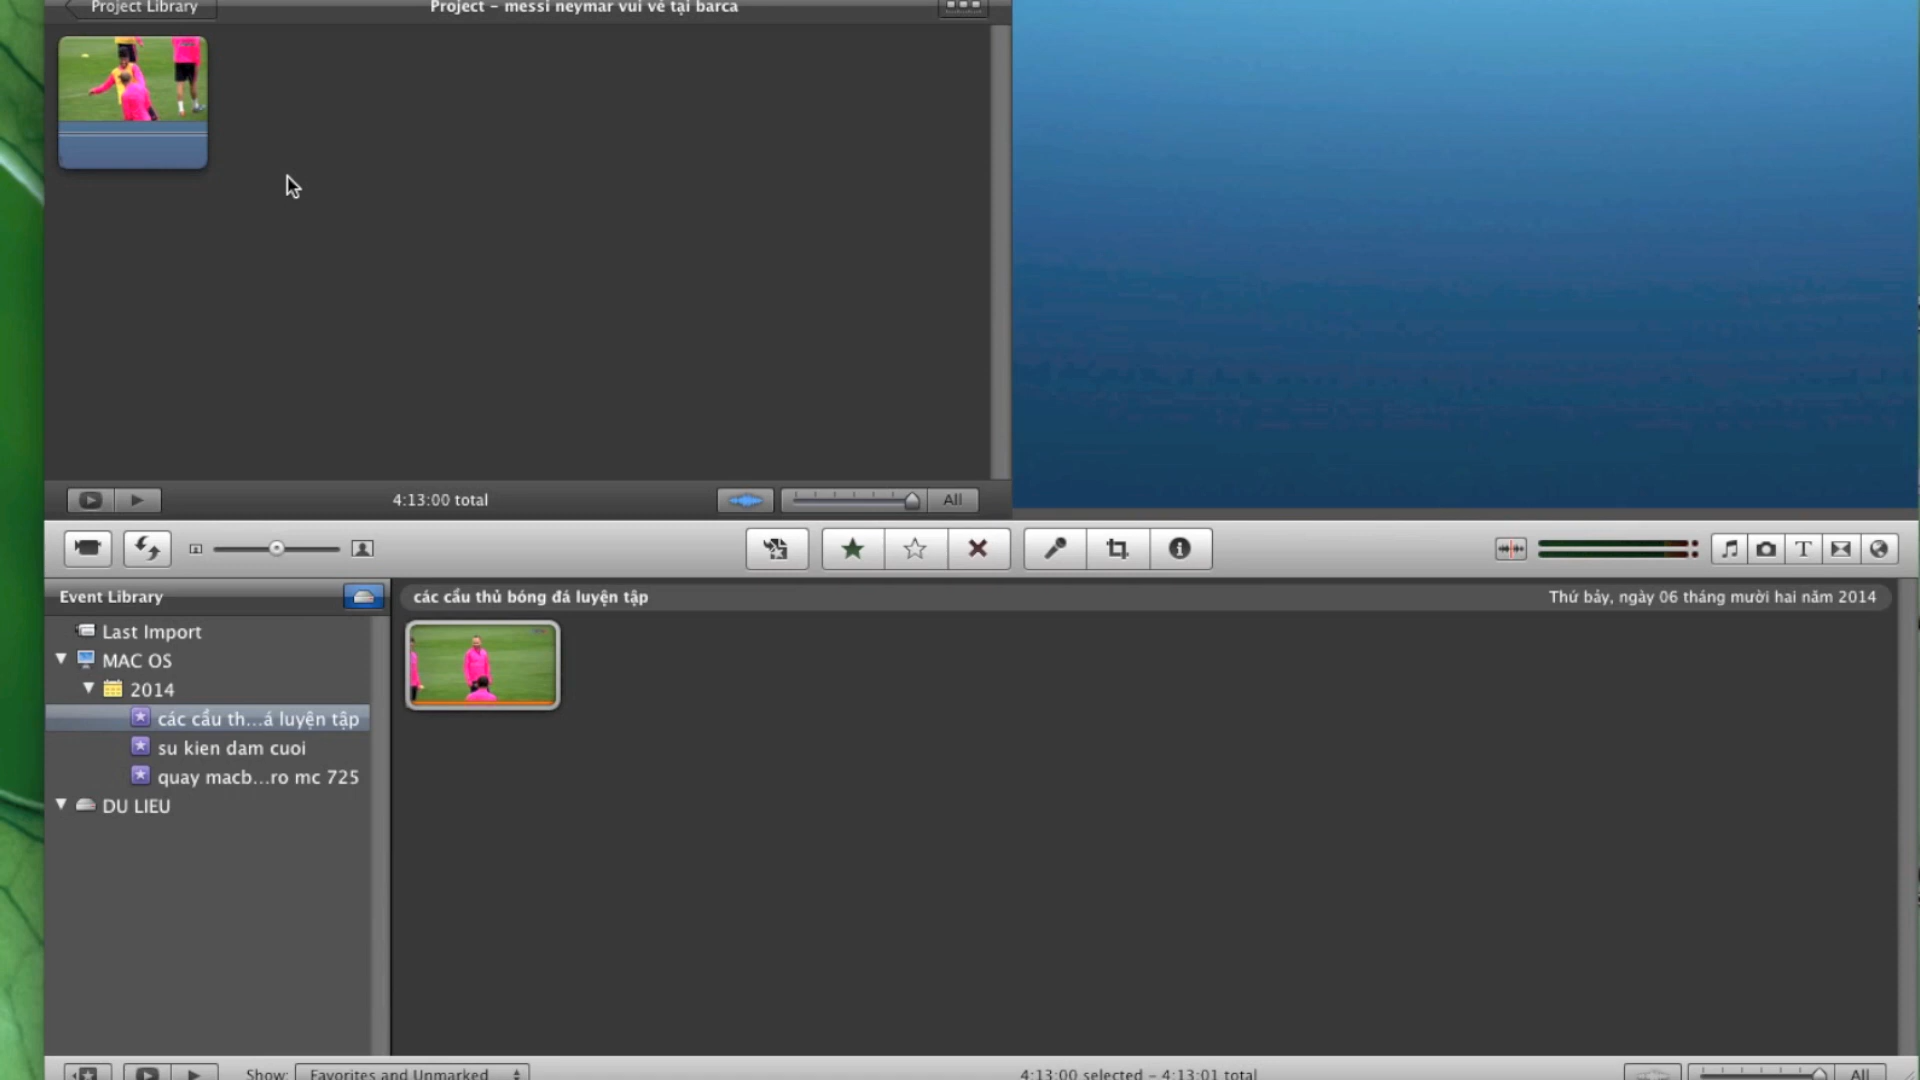 Project Library
Project – messi neymar vui vẻ tại barca
4:13:00 total
All
Event Library
các cầu thủ bóng đá luyện tập
Thứ bảy, ngày 06 tháng mười hai năm 2014
Last Import
MAC OS
2014
các cầu th...á luyện tập
su kien dam cuoi
quay macb...ro mc 725
DU LIEU
Show: Favorites and Unmarked
4:13:00 selected – 4:13:01 total
All